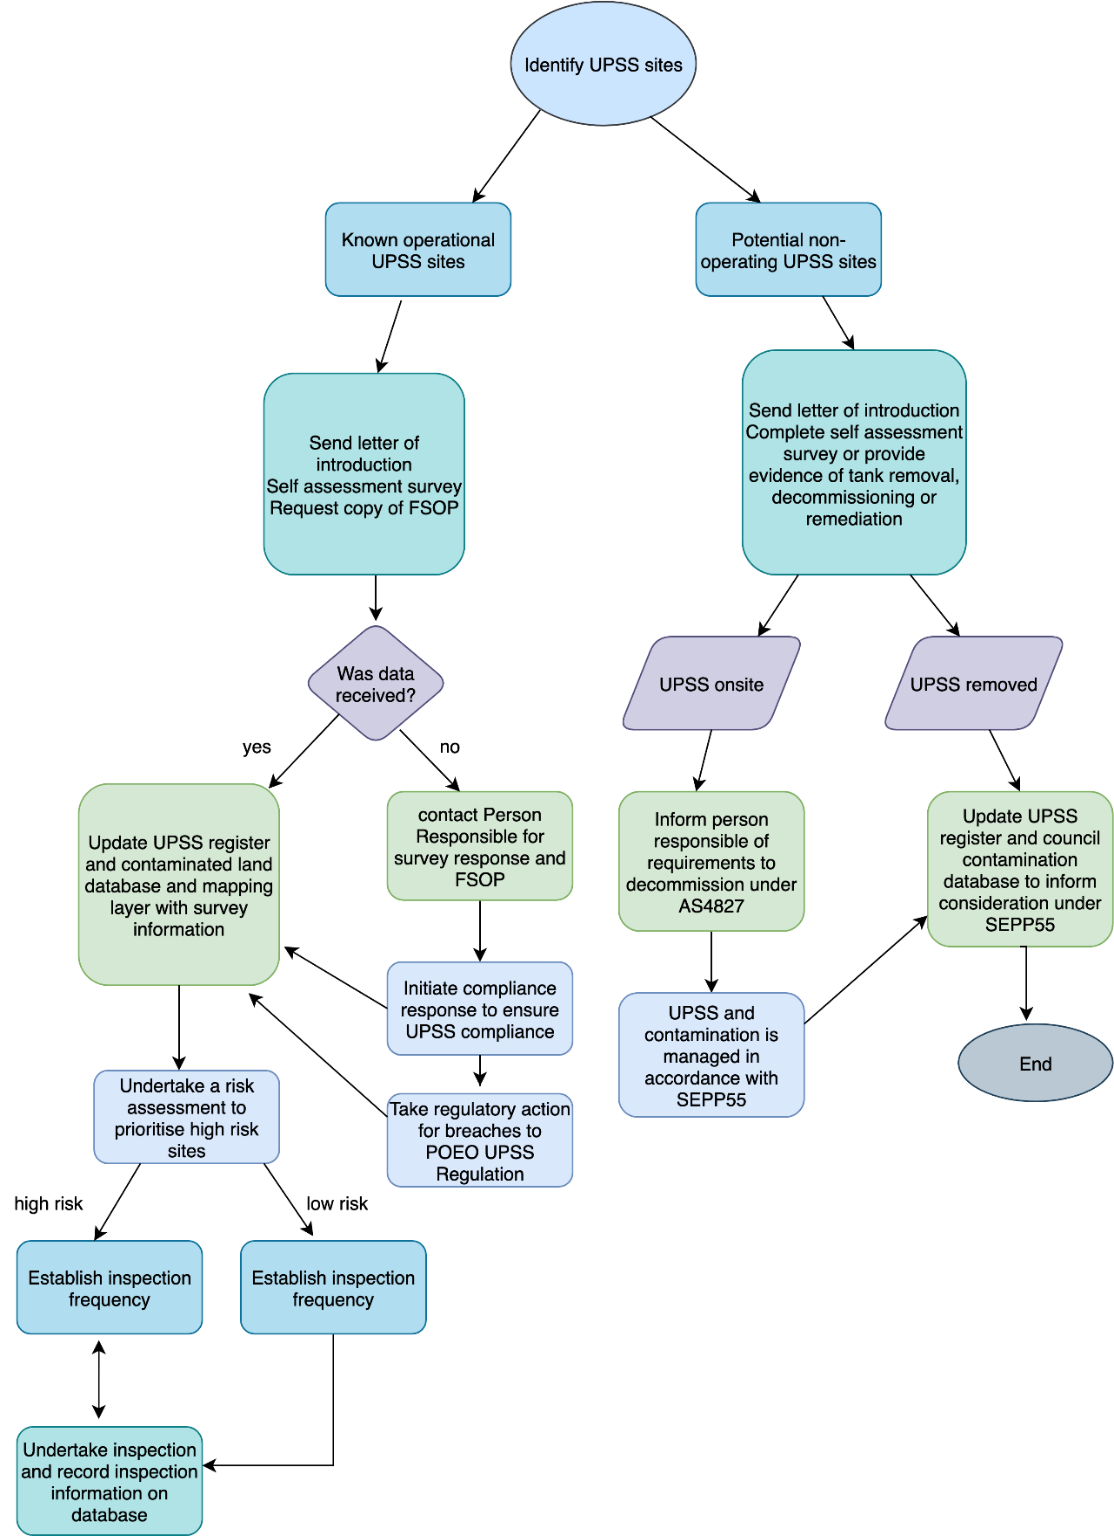 Identify UPSS sites
Known operational
UPSS sites
Potential non-
operating UPSS sites
Send letter of
introduction
Self assessment survey
Request copy of FSOP
Send letter of introduction
Complete self assessment
survey or provide
evidence of tank removal,
decommissioning or
remediation
Was data
received?
UPSS onsite
UPSS removed
yes
no
Update UPSS register
and contaminated land
database and mapping
layer with survey
information
contact Person
Responsible for
survey response and
FSOP
Inform person
responsible of
requirements to
decommission under
AS4827
Update UPSS
register and council
contamination
database to inform
consideration under
SEPP55
Initiate compliance
response to ensure
UPSS compliance
UPSS and
contamination is
managed in
accordance with
SEPP55
End
Undertake a risk
assessment to
prioritise high risk
sites
Take regulatory action
for breaches to
POEO UPSS
Regulation
high risk
low risk
Establish inspection
frequency
Establish inspection
frequency
Undertake inspection
and record inspection
information on
database